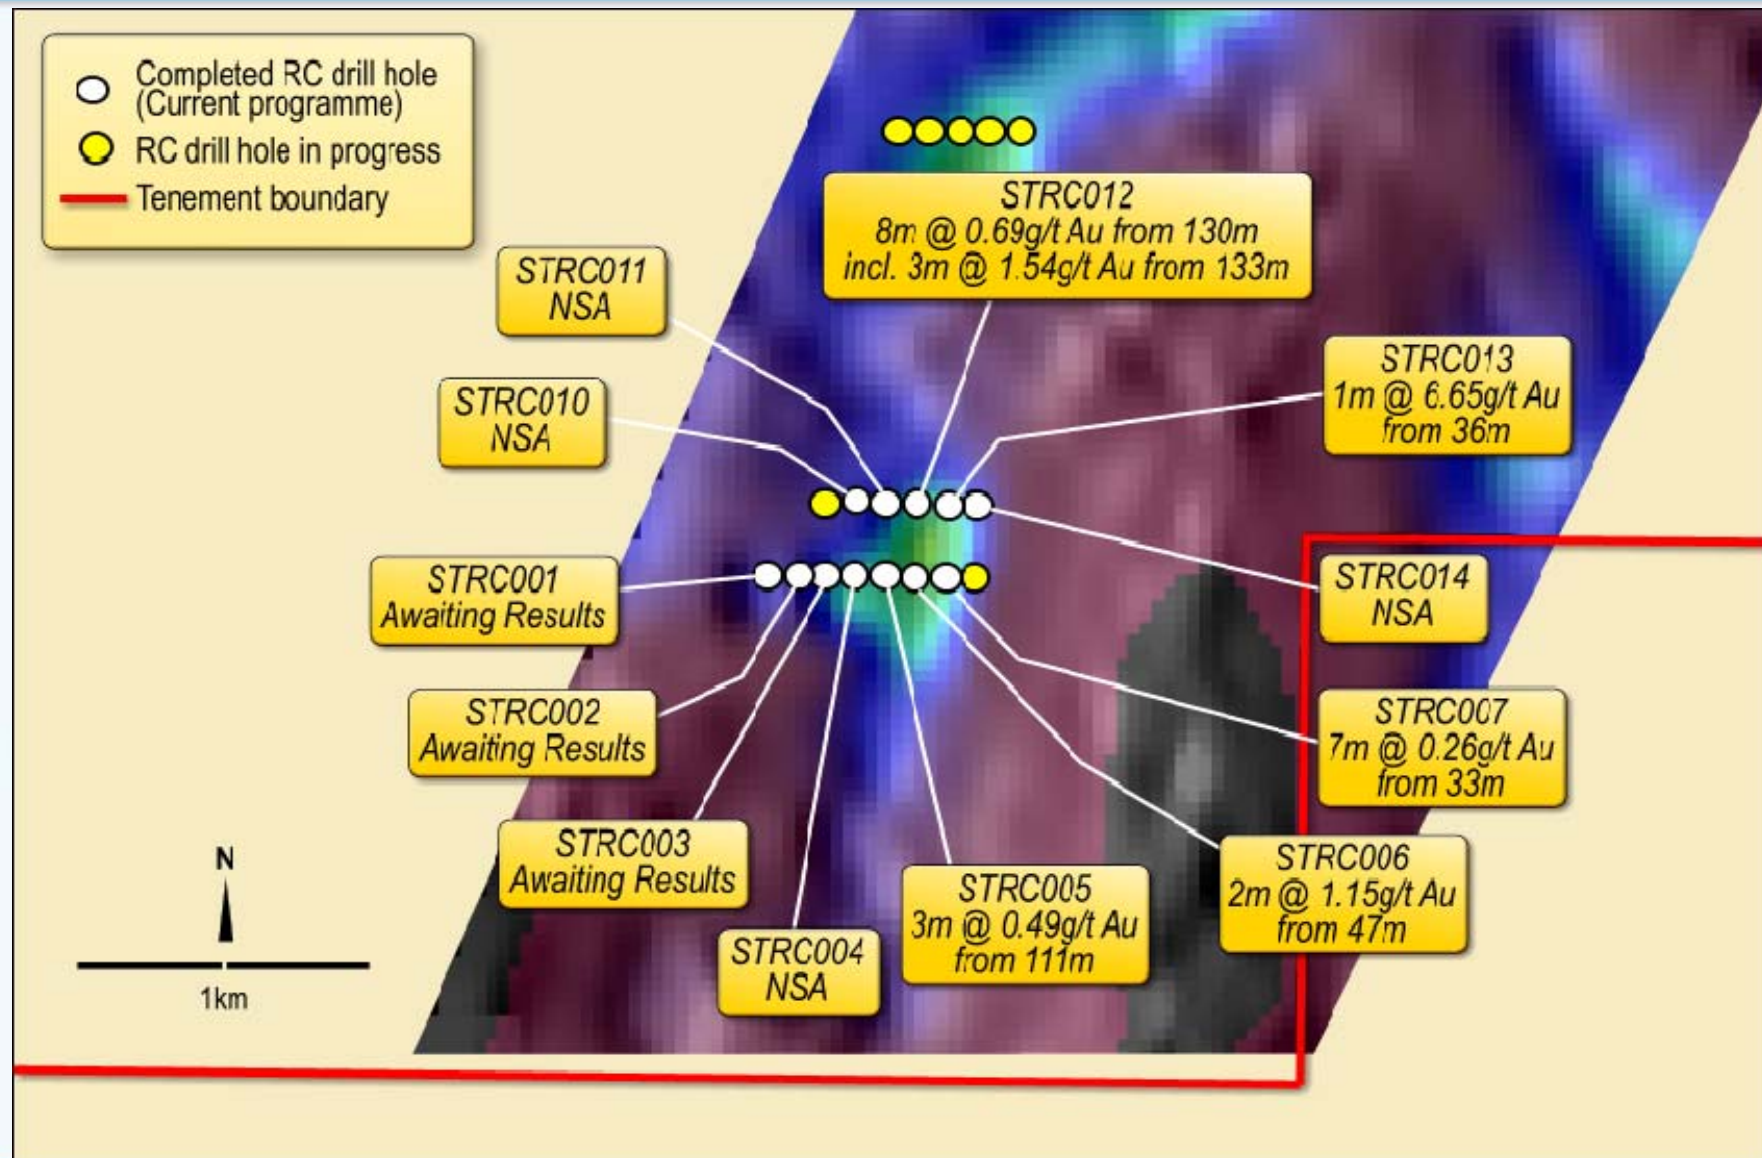 Completed RC drill hole
(Current programme)
RC drill hole in progress
Tenement boundary
STRC012
8m @ 0.69g/t Au from 130m
incl. 3m @ 1.54g/t Au from 133m
STRC011
NSA
STRC013
1m @ 6.65g/t Au
from 36m
STRC010
NSA
STRC001
Awaiting Results
STRC014
NSA
STRC002
Awaiting Results
STRC007
7m @ 0.26g/t Au
from 33m
STRC003
Awaiting Results
STRC006
2m @ 1.15g/t Au
from 47m
STRC005
3m @ 0.49g/t Au
from 111m
STRC004
NSA
N
1km